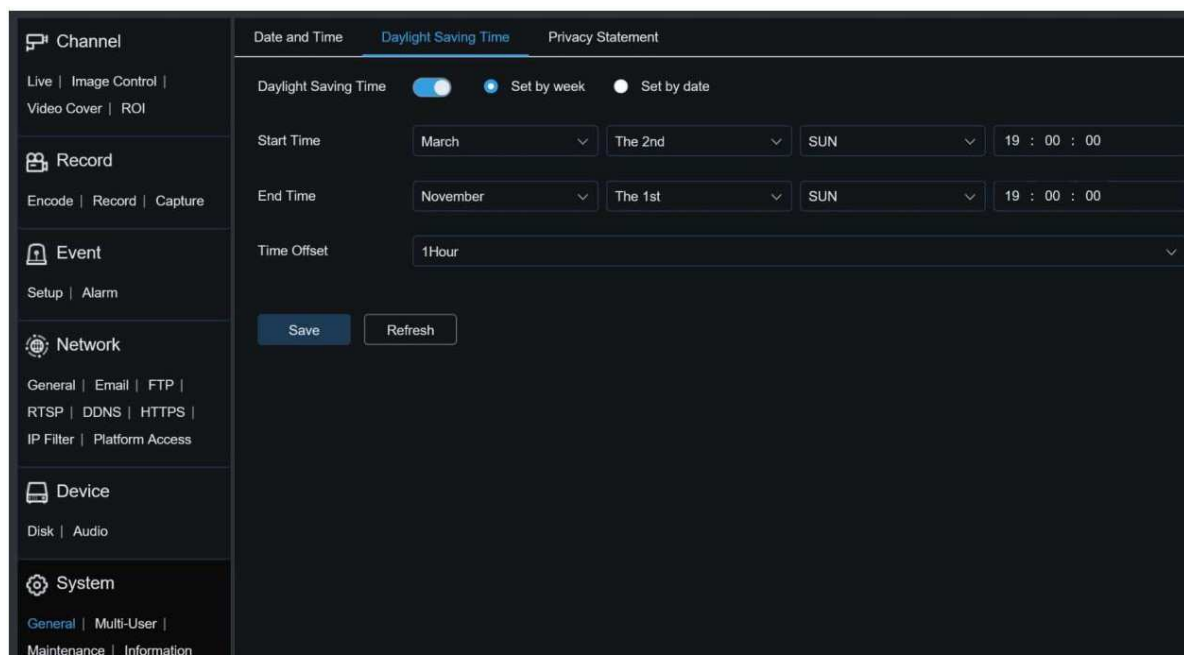 Channel
Live | Image Control |
Video Cover | ROI
Record
Encode | Record | Capture
Event
Setup | Alarm
Network
General | Email | FTP |
RTSP | DDNS | HTTPS |
IP Filter | Platform Access
Device
Disk | Audio
System
General | Multi-User |
Maintenance | Information
Date and Time Daylight Saving Time Privacy Statement
Daylight Saving Time Set by week Set by date
Start Time March The 2nd SUN 19 : 00 : 00
End Time November The 1st SUN 19 : 00 : 00
Time Offset 1Hour
Save Refresh